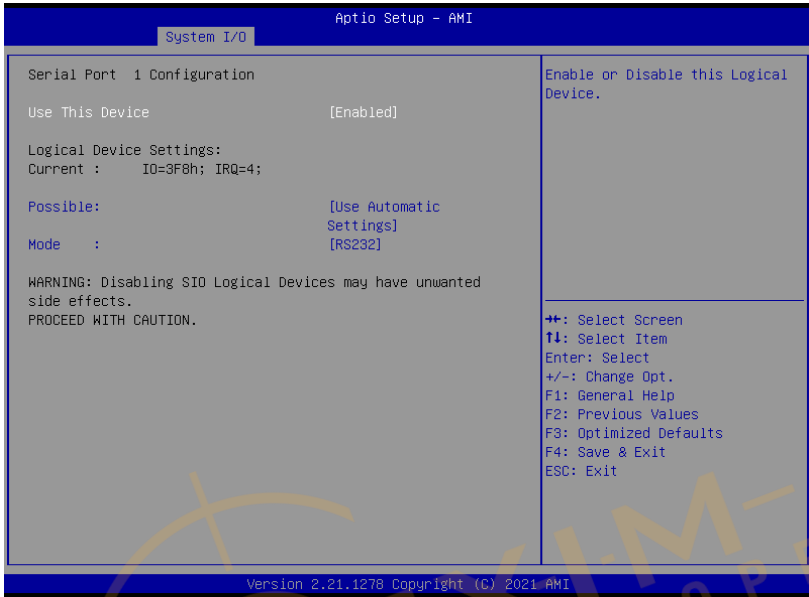 Aptio Setup – AMI
System I/O
Serial Port 1 Configuration
Use This Device [Enabled]
Logical Device Settings:
Current : IO=3F8h; IRQ=4;
Possible: [Use Automatic
Settings]
Mode : [RS232]
WARNING: Disabling SIO Logical Devices may have unwanted
side effects.
PROCEED WITH CAUTION.
Enable or Disable this Logical
Device.
→←: Select Screen
↑↓: Select Item
Enter: Select
+/-: Change Opt.
F1: General Help
F2: Previous Values
F3: Optimized Defaults
F4: Save & Exit
ESC: Exit
Version 2.21.1278 Copyright (C) 2021 AMI